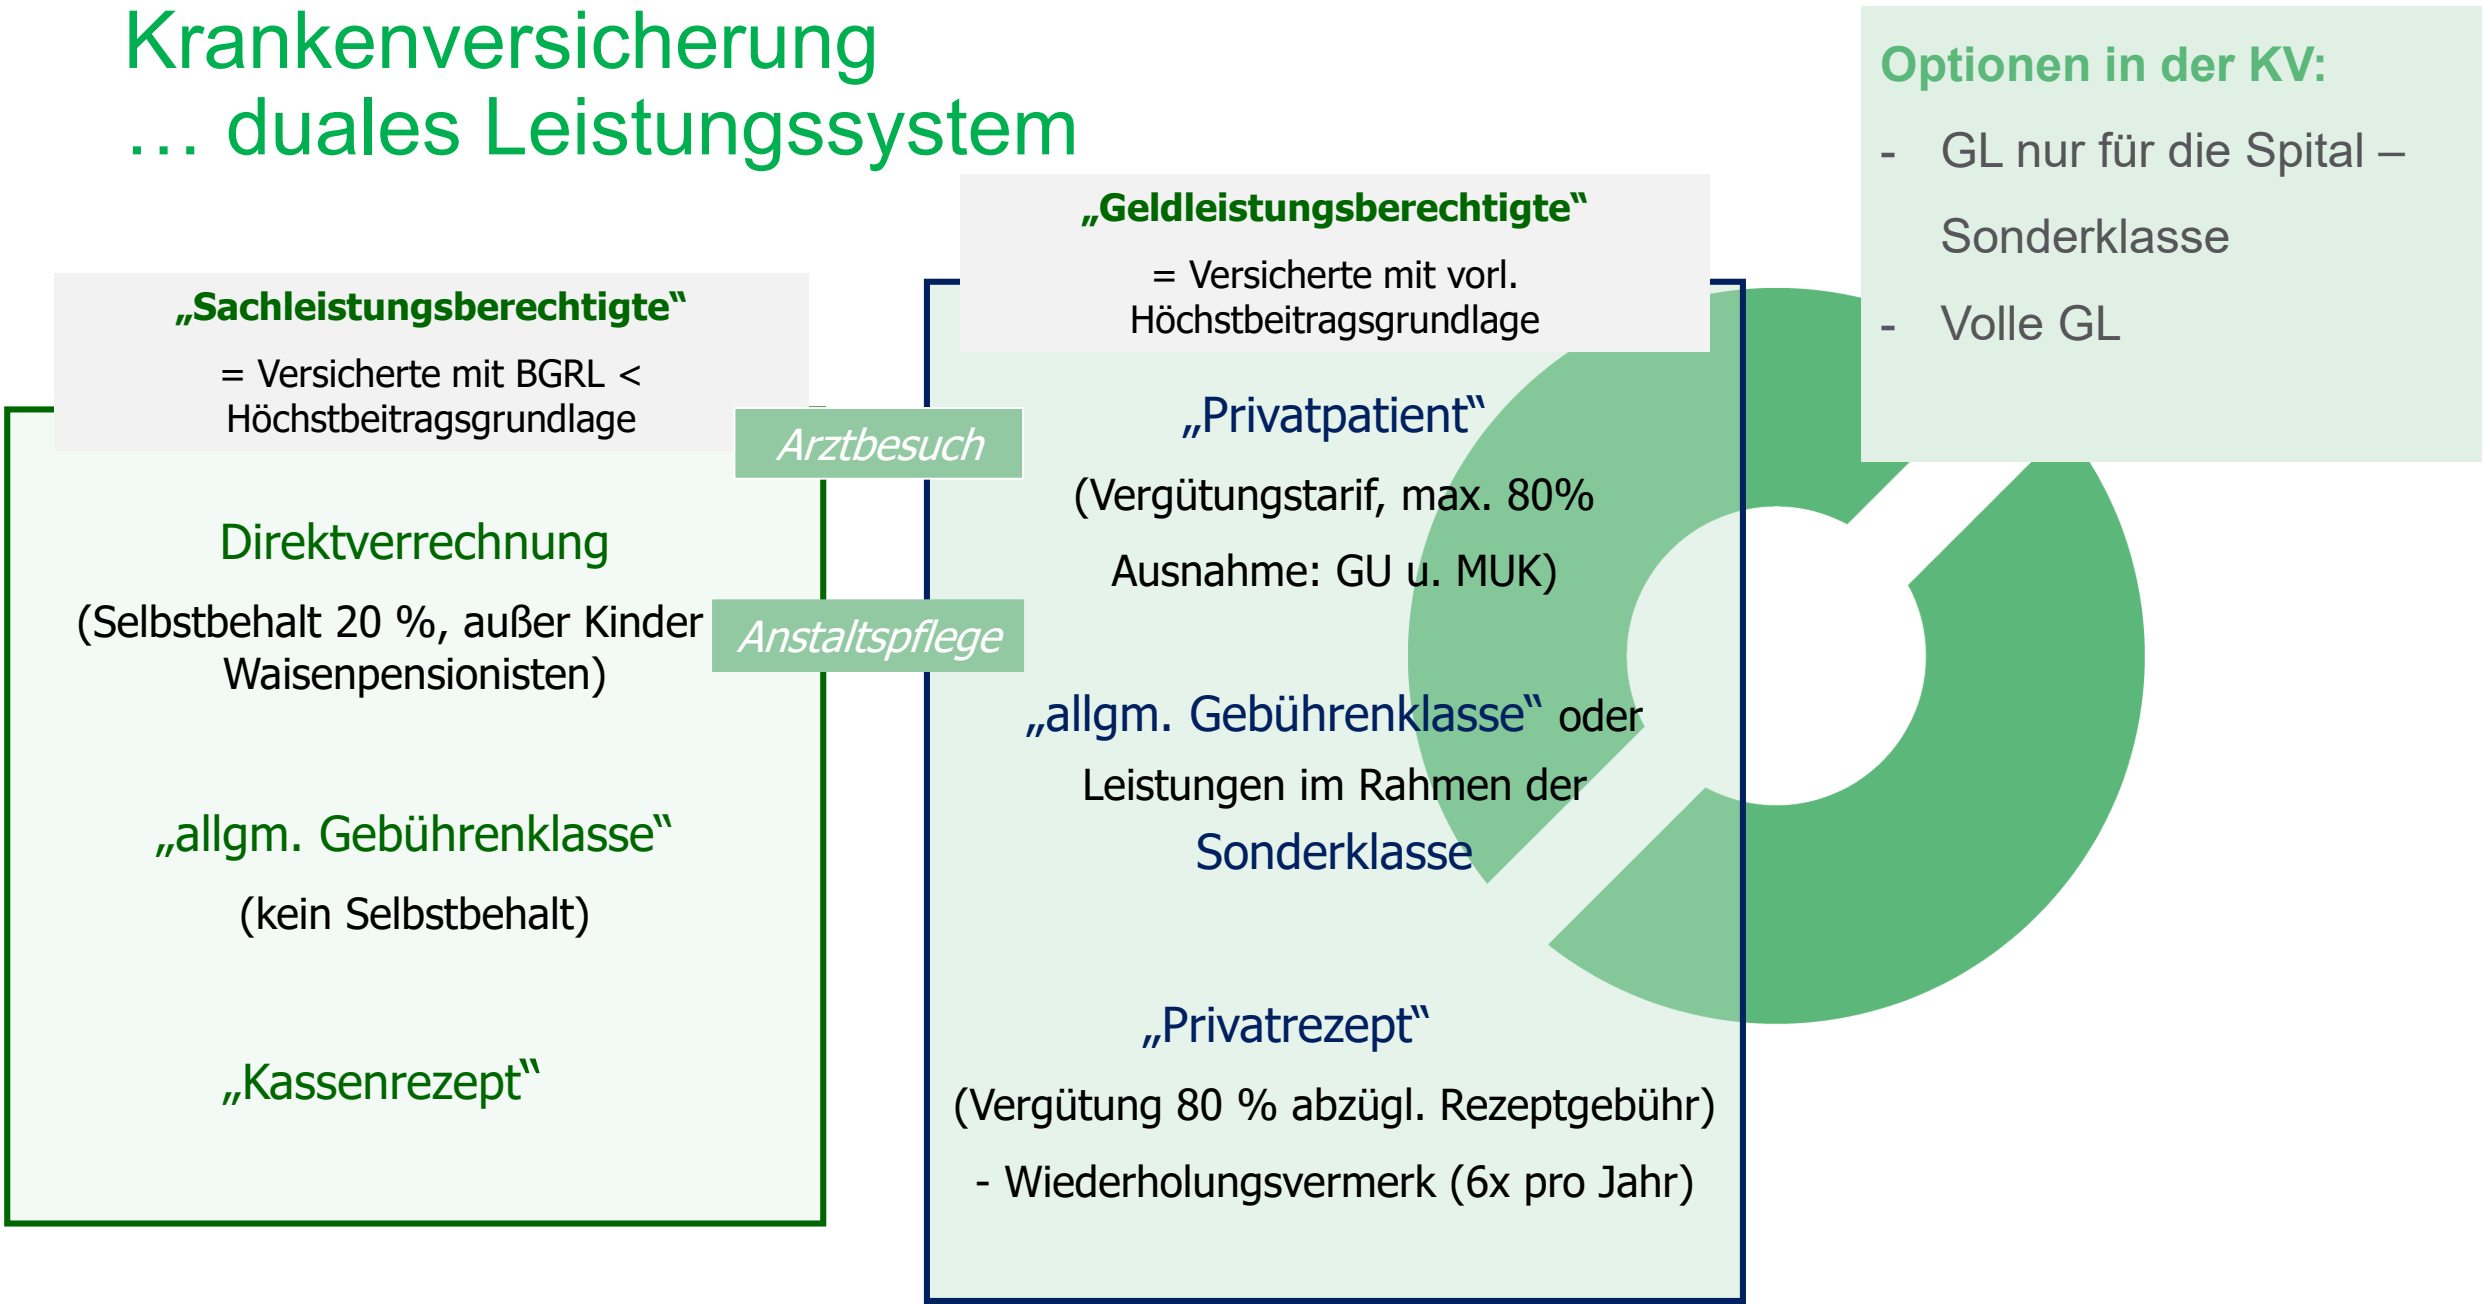 Krankenversicherung
… duales Leistungssystem
„Sachleistungsberechtigte“
= Versicherte mit BGRL <
Höchstbeitragsgrundlage
Direktverrechnung
(Selbstbehalt 20 %, außer Kinder
Waisenpensionisten)
„allgm. Gebührenklasse“
(kein Selbstbehalt)
„Kassenrezept“
Arztbesuch
Anstaltspflege
„Geldleistungsberechtigte“
= Versicherte mit vorl.
Höchstbeitragsgrundlage
„Privatpatient“
(Vergütungstarif, max. 80%
Ausnahme: GU u. MUK)
„allgm. Gebührenklasse“ oder
Leistungen im Rahmen der
Sonderklasse
„Privatrezept“
(Vergütung 80 % abzügl. Rezeptgebühr)
- Wiederholungsvermerk (6x pro Jahr)
Optionen in der KV:
- GL nur für die Spital –
Sonderklasse
- Volle GL